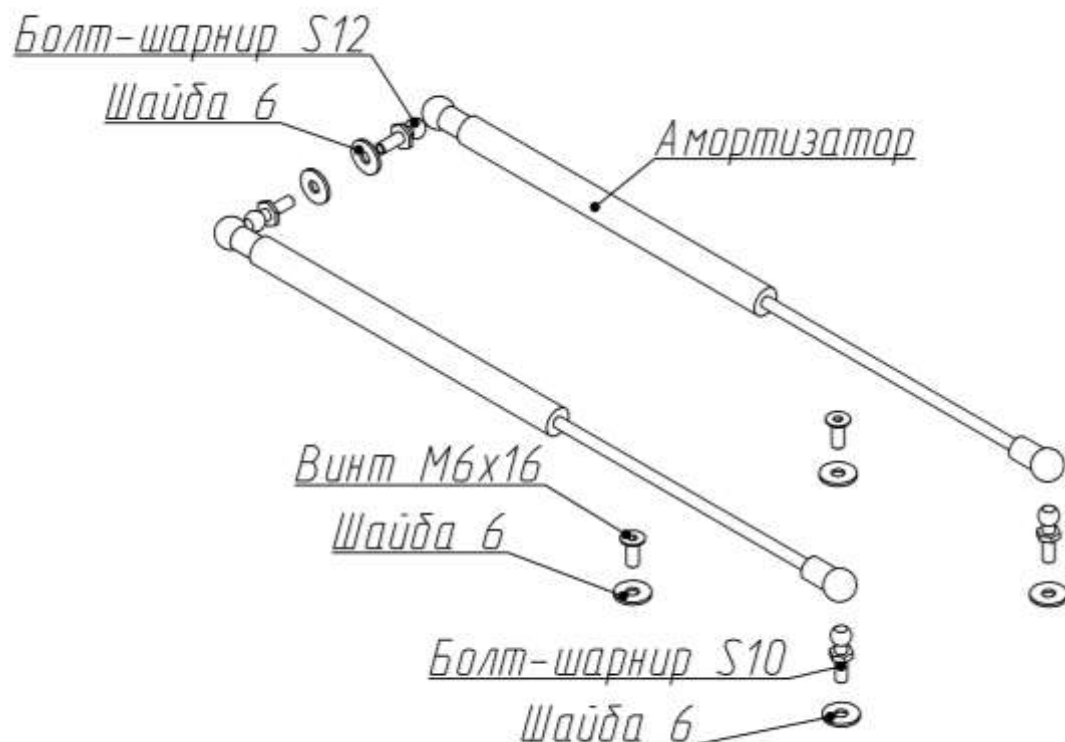 Болт-шарнир S12
Шайба 6
Амортизатор
Винт М6х16
Шайба 6
Болт-шарнир S10
Шайба 6